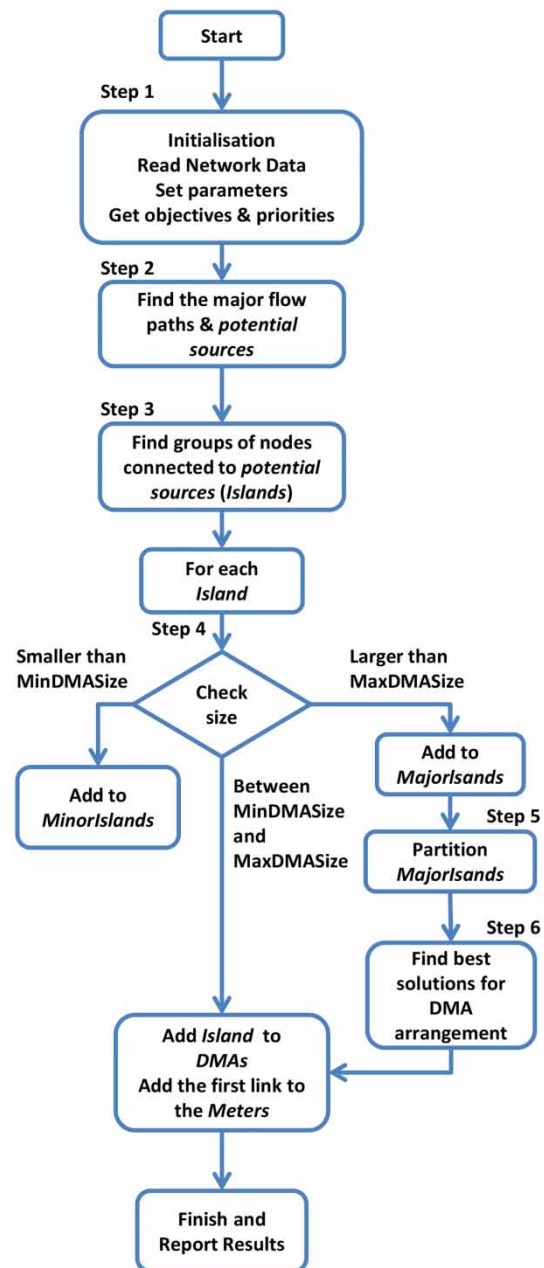 Start
Step 1
Initialisation
Read Network Data
Set parameters
Get objectives & priorities
Step 2
Find the major flow
paths & potential
sources
Step 3
Find groups of nodes
connected to potential
sources (Islands)
For each
Island
Step 4
Smaller than
MinDMASize
Check
size
Larger than
MaxDMASize
Add to
MinorIslands
Between
MinDMASize
and
MaxDMASize
Add to
MajorIsands
Step 5
Partition
MajorIsands
Step 6
Find best
solutions for
DMA
arrangement
Add Island to
DMAs
Add the first link to
the Meters
Finish and
Report Results